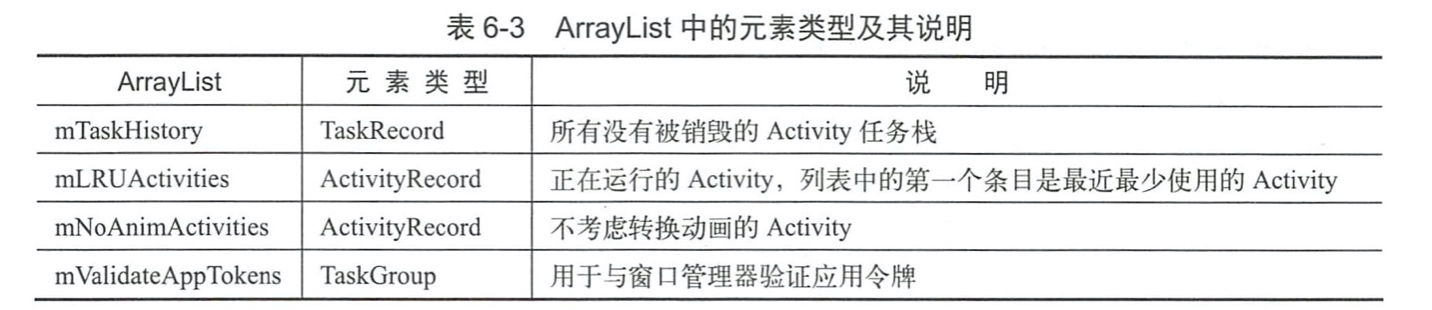 表 6-3 ArrayList 中的元素类型及其说明
ArrayList 元素类型 说 明
mTaskHistory TaskRecord 所有没有被销毁的 Activity 任务栈
mLRUActivities ActivityRecord 正在运行的 Activity，列表中的第一个条目是最近最少使用的 Activity
mNoAnimActivities ActivityRecord 不考虑转换动画的 Activity
mValidateAppTokens TaskGroup 用于与窗口管理器验证应用令牌